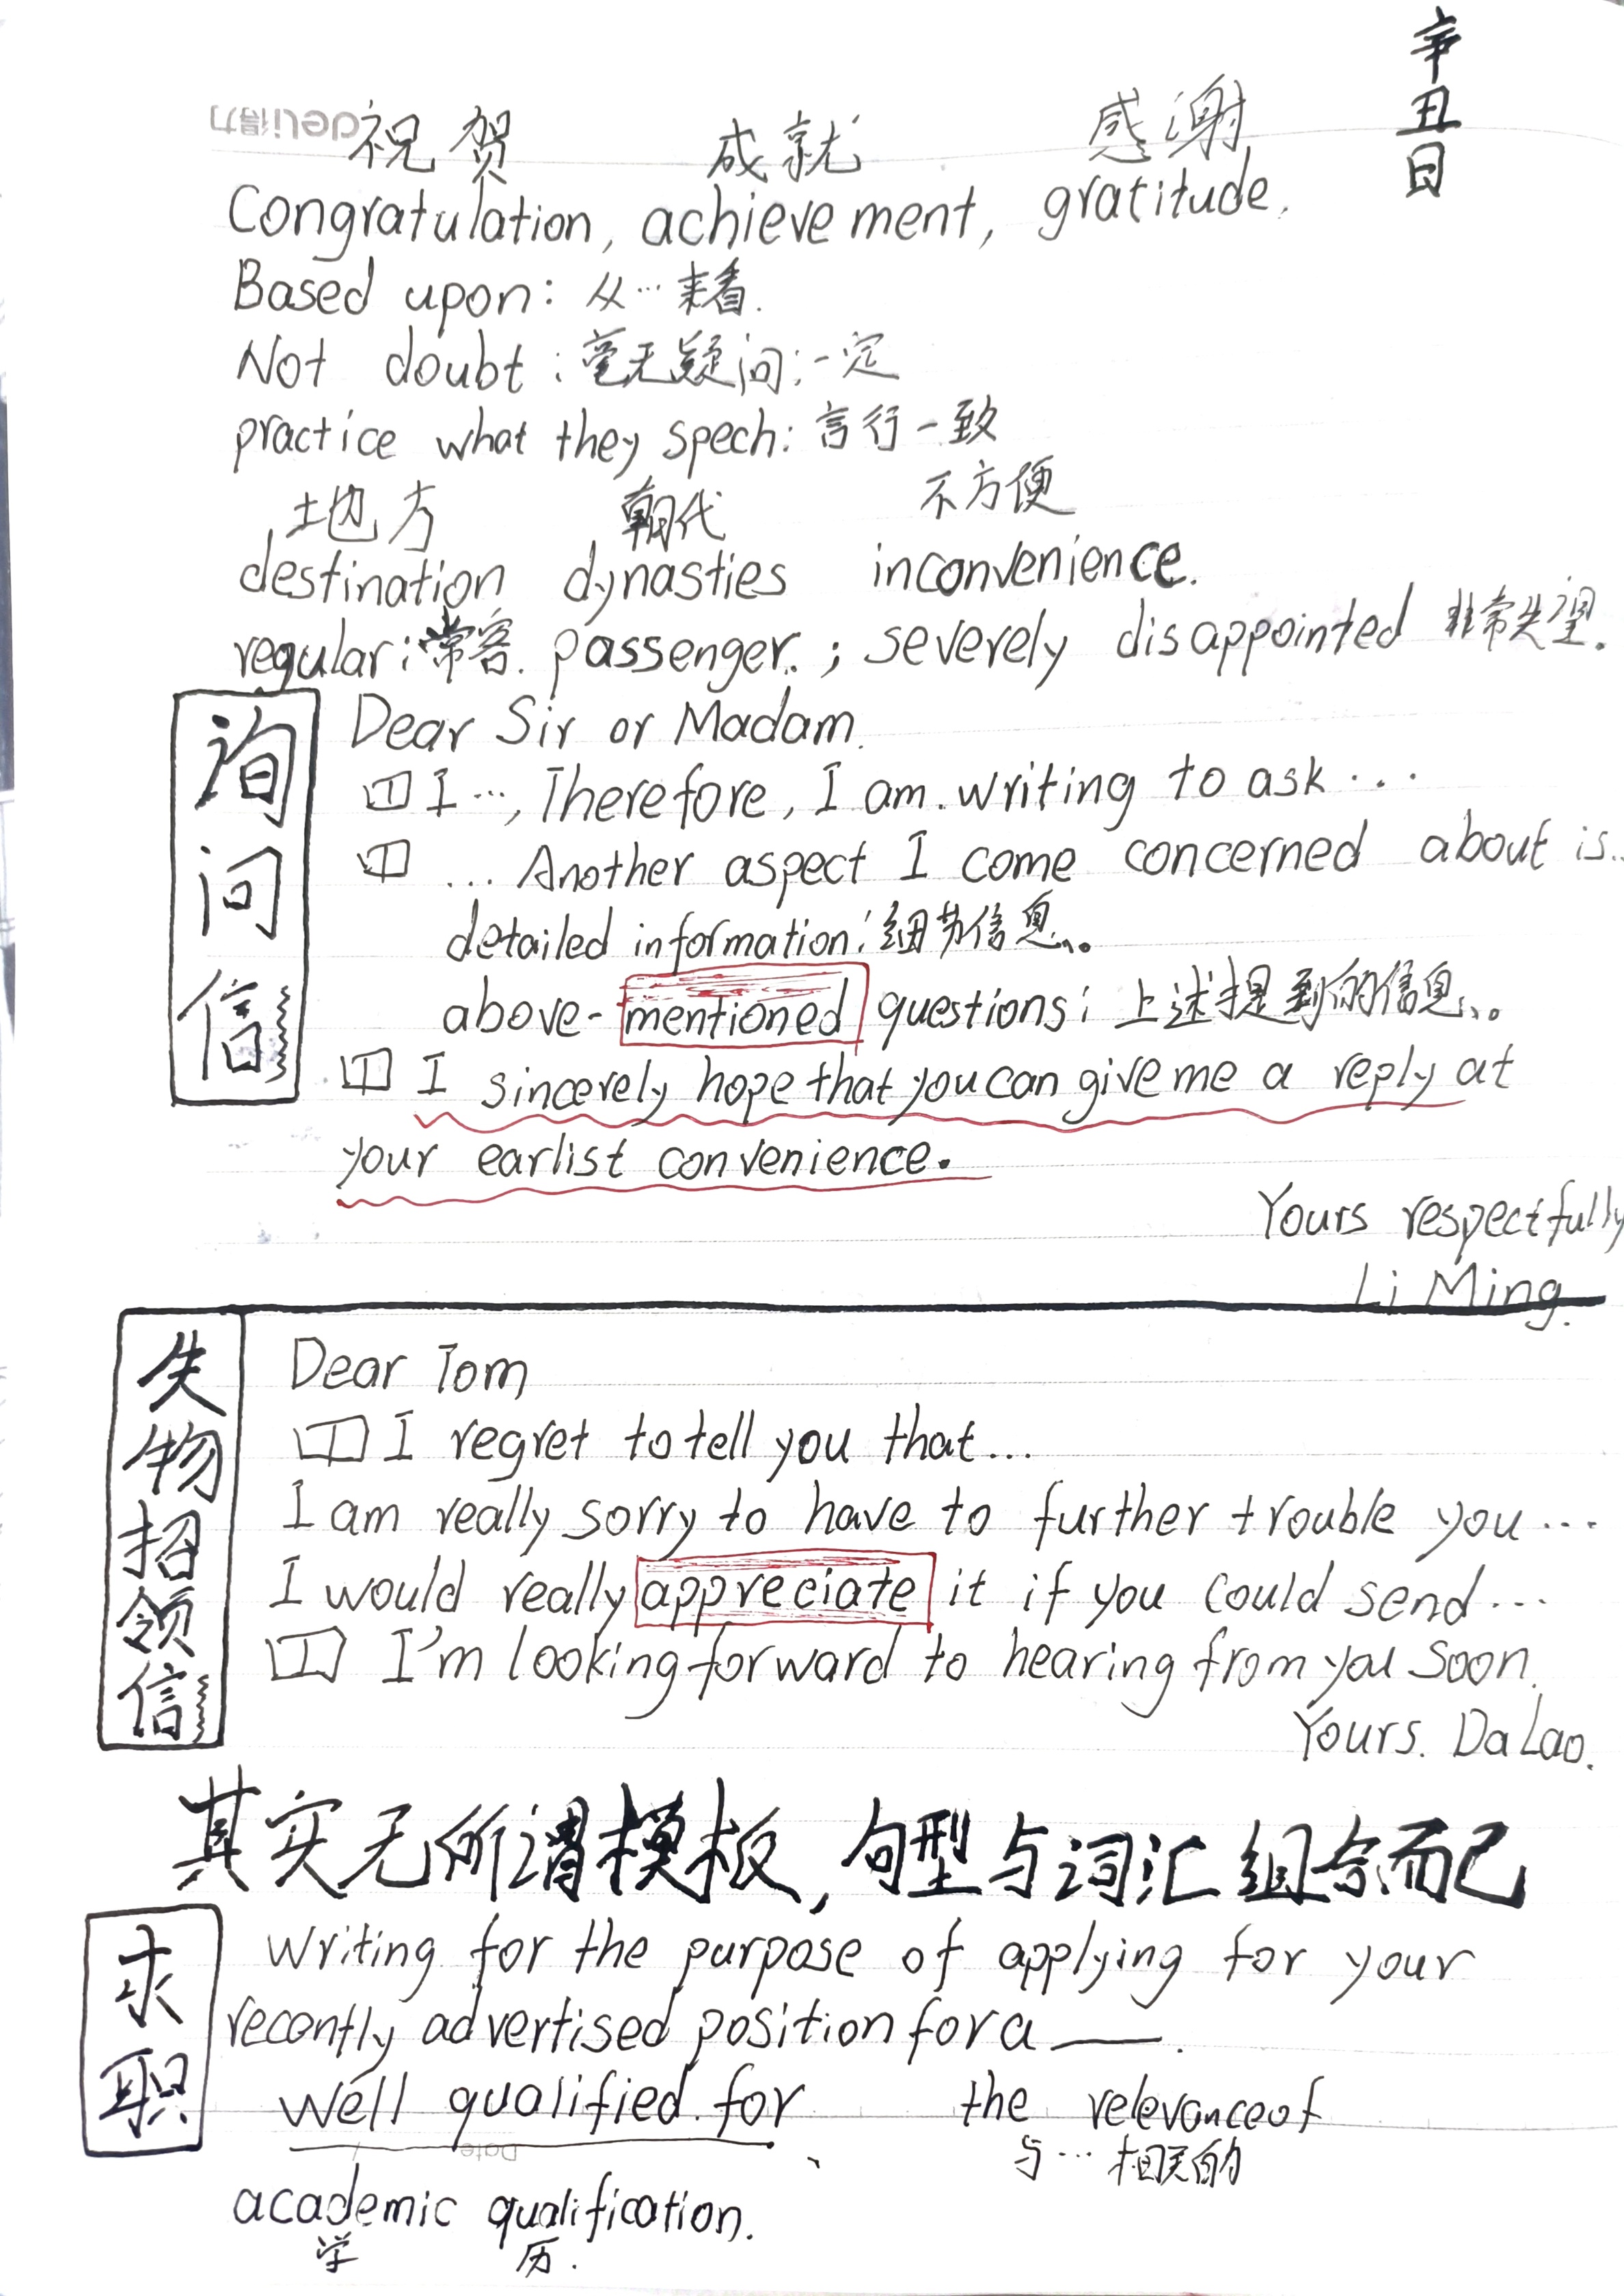 辛丑日
deli得力
祝贺 成就 感谢
Congratulation, achievement, gratitude.
Based upon: 从…来看.
Not doubt: 毫无疑问; 一定
practice what they spech: 言行一致
地方 朝代 不方便
destination dynasties inconvenience.
regular: 常客. passenger.; severely disappointed 非常失望.
询问信
Dear Sir or Madam.
I …, Therefore, I am. writing to ask …
… Another aspect I come concerned about is..
detailed information: 细节信息、。
above-mentioned questions: 上述提到的信息、。
I sincerely hope that you can give me a reply at
your earlist convenience.
Yours respectfully
Li Ming.
失物招领信
Dear Tom
I regret to tell you that…
I am really sorry to have to further trouble you …
I would really appreciate it if you could send …
I'm looking forward to hearing from you soon.
Yours. DaLao.
其实无所谓模板,句型与词汇组合而已
求职
writing for the purpose of applying for your
recently advertised position for a ——.
well qualified for、 the relevance of
与…相关的
Date
academic qualification.
学 历.